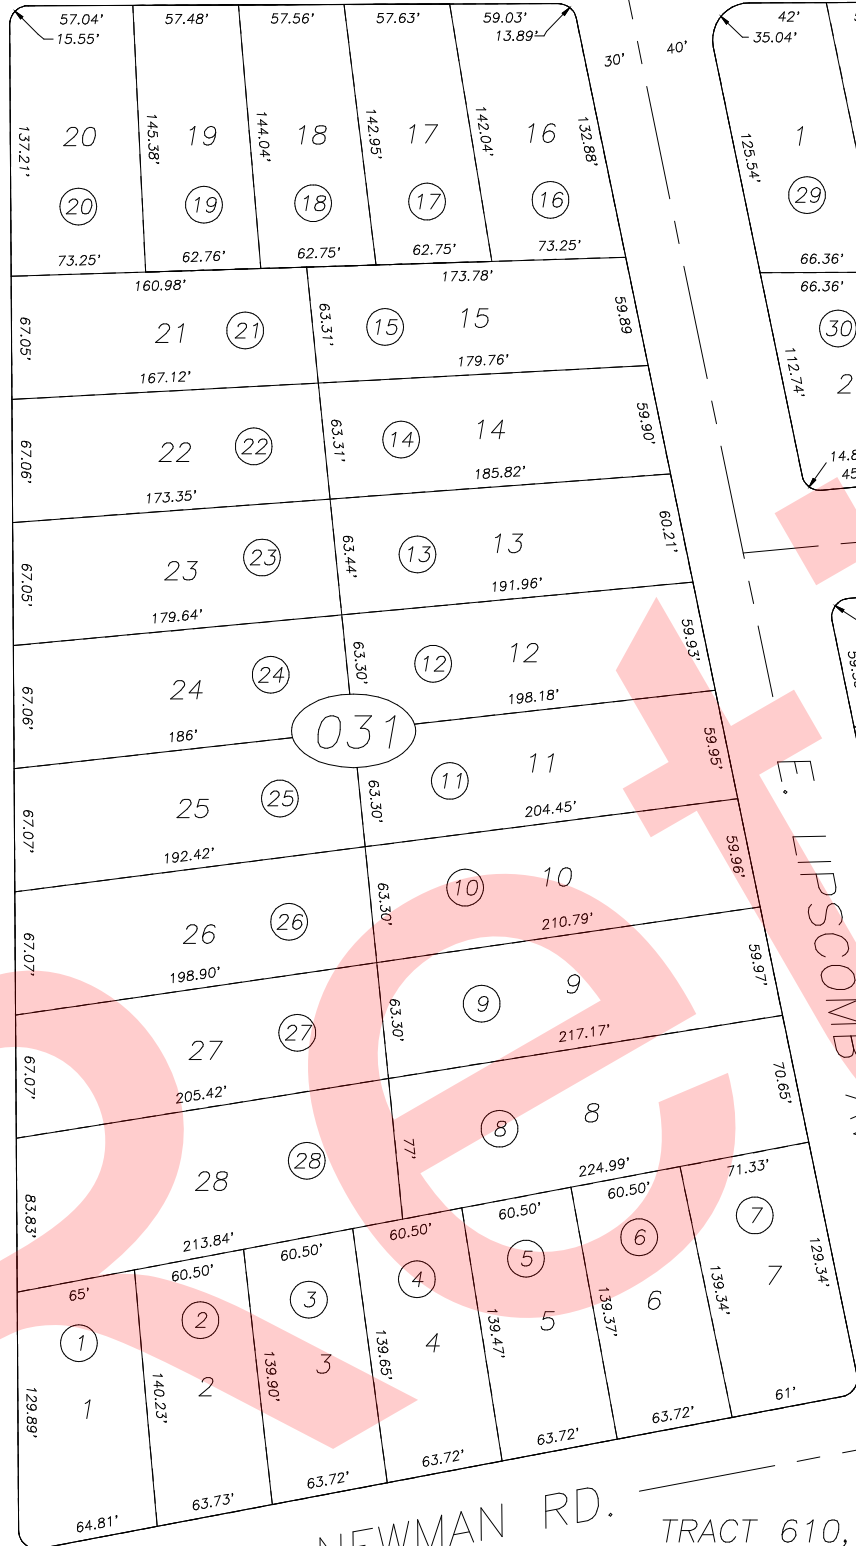 57.04' 57.48' 57.56' 57.63' 59.03'
15.55' 13.89'
30' 40'
42'
35.04'
137.21' 145.38' 144.04' 142.95' 142.04' 132.88'
20 19 18 17 16
20 19 18 17 16
73.25' 62.76' 62.75' 62.75' 73.25'
125.54'
1
29
66.36'
66.36'
30
112.74'
2
160.98' 173.78'
67.05' 21 21 63.31' 15 15 59.89
167.12' 179.76'
67.06' 22 22 63.31' 14 14 59.90'
173.35' 185.82'
67.05' 23 23 63.44' 13 13 60.21'
179.64' 191.96'
67.06' 24 24 63.30' 12 12 59.93'
186' 198.18'
031
67.07' 25 25 63.30' 11 11 59.95'
192.42' 204.45'
67.07' 26 26 63.30' 10 10 59.96'
198.90' 210.79'
67.07' 27 27 63.30' 9 9 59.97'
205.42' 217.17'
83.83' 28 28 77' 8 8 70.65'
213.84' 224.99'
E. LIPSCOMB
65' 60.50' 60.50' 60.50' 60.50' 60.50' 71.33'
1 2 3 4 5 6 7
129.89' 140.23' 139.90' 139.65' 139.47' 139.37' 139.34' 129.34'
1 2 3 4 5 6 7
64.81' 63.73' 63.72' 63.72' 63.72' 63.72' 61'
NEWMAN RD.
TRACT 610,